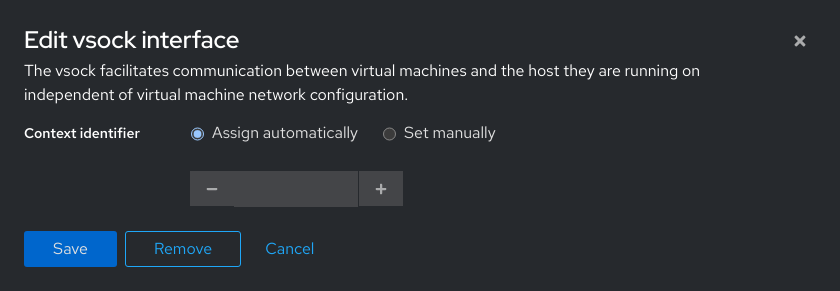 Edit vsock interface
The vsock facilitates communication between virtual machines and the host they are running on
independent of virtual machine network configuration.
Context identifier Assign automatically Set manually
Save Remove Cancel